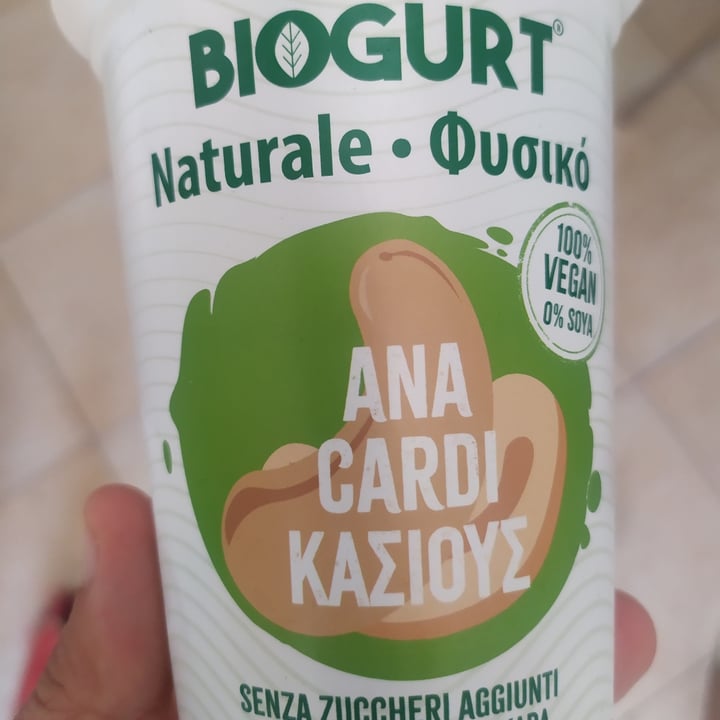 BIOGURT®
Naturale • Φυσικό
100%
VEGAN
0% SOYA
ANA
CARDI
ΚΑΣΙΟΥΣ
SENZA ZUCCHERI AGGIUNTI